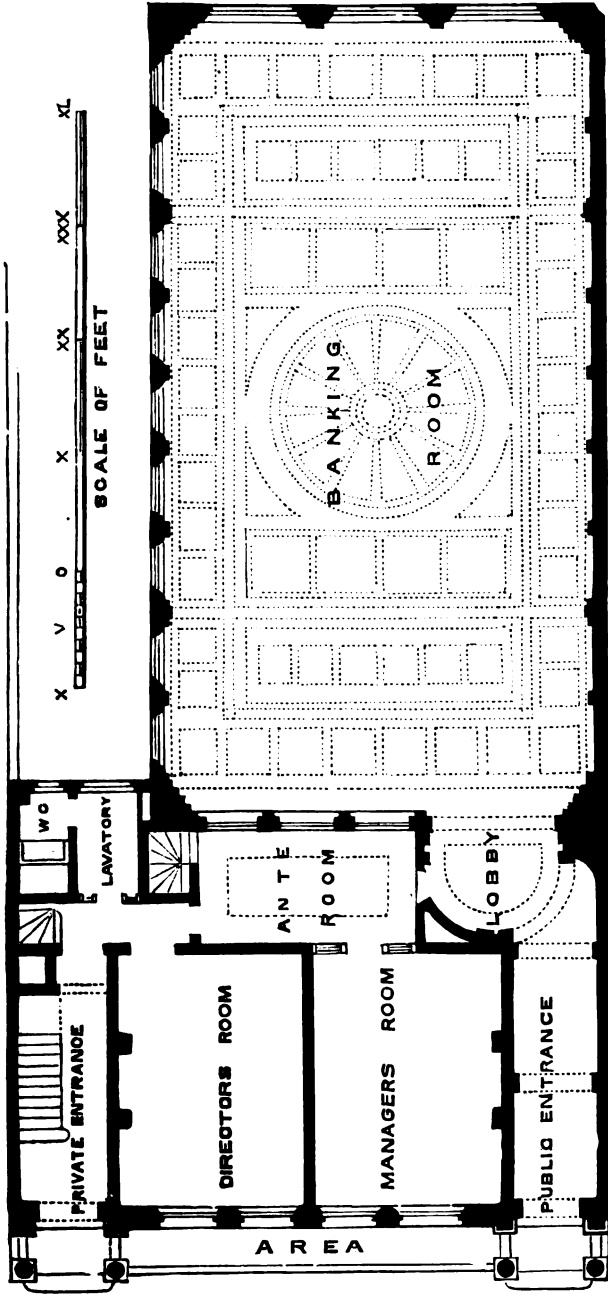 X V O X XX XXX XL
SCALE OF FEET
BANKING
ROOM
WC
LAVATORY
ANTE
ROOM
LOBBY
PRIVATE ENTRANCE
DIRECTORS ROOM
MANAGERS ROOM
PUBLIC ENTRANCE
AREA